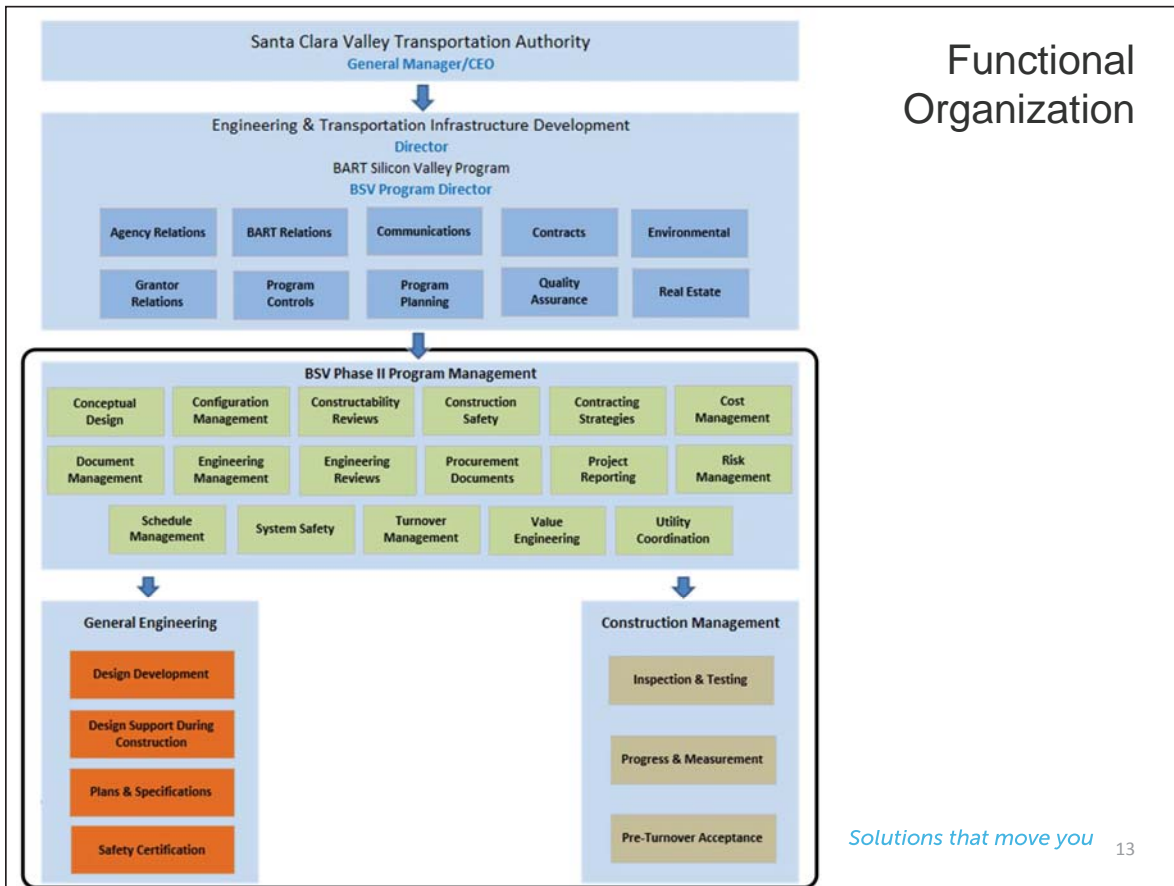 Functional
Organization
Santa Clara Valley Transportation Authority
General Manager/CEO
Engineering & Transportation Infrastructure Development
Director
BART Silicon Valley Program
BSV Program Director
Agency Relations
BART Relations
Communications
Contracts
Environmental
Grantor
Relations
Program
Controls
Program
Planning
Quality
Assurance
Real Estate
BSV Phase II Program Management
Conceptual
Design
Configuration
Management
Constructability
Reviews
Construction
Safety
Contracting
Strategies
Cost
Management
Document
Management
Engineering
Management
Engineering
Reviews
Procurement
Documents
Project
Reporting
Risk
Management
Schedule
Management
System Safety
Turnover
Management
Value
Engineering
Utility
Coordination
General Engineering
Design Development
Design Support During
Construction
Plans & Specifications
Safety Certification
Construction Management
Inspection & Testing
Progress & Measurement
Pre-Turnover Acceptance
Solutions that move you
13